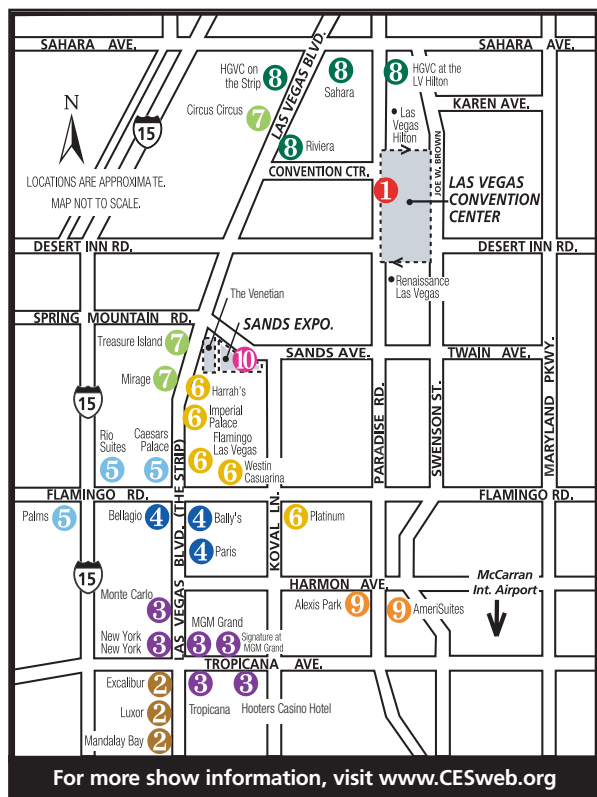 SAHARA AVE.
SAHARA AVE.
LAS VEGAS BLVD.
HGVC on
the Strip
8
8
Sahara
8
HGVC at the
LV Hilton
N
15
Circus Circus
7
KAREN AVE.
Las
Vegas
Hilton
8
Riviera
JOE W. BROWN
CONVENTION CTR.
LOCATIONS ARE APPROXIMATE.
MAP NOT TO SCALE.
1
LAS VEGAS
CONVENTION
CENTER
DESERT INN RD.
DESERT INN RD.
Renaissance
Las Vegas
The Venetian
SPRING MOUNTAIN RD.
SANDS EXPO.
Treasure Island
7
10
SANDS AVE.
TWAIN AVE.
Mirage
7
6
Harrah's
15
6
Imperial
Palace
PARADISE RD.
SWENSON ST.
MARYLAND PKWY.
Rio
Suites
5
Caesars
Palace
5
Flamingo
Las Vegas
6
6
Westin
Casuarina
FLAMINGO RD.
FLAMINGO RD.
LAS VEGAS BLVD. (THE STRIP)
KOVAL LN.
Palms
5
Bellagio
4
4
Bally's
6
Platinum
4
Paris
15
HARMON AVE.
McCarran
Int. Airport
Monte Carlo
3
Alexis Park
9
9
AmeriSuites
New York
New York
3
MGM Grand
3
3
Signature at
MGM Grand
TROPICANA AVE.
Excalibur
2
3
Tropicana
3
Hooters Casino Hotel
Luxor
2
Mandalay Bay
2
For more show information, visit www.CESweb.org